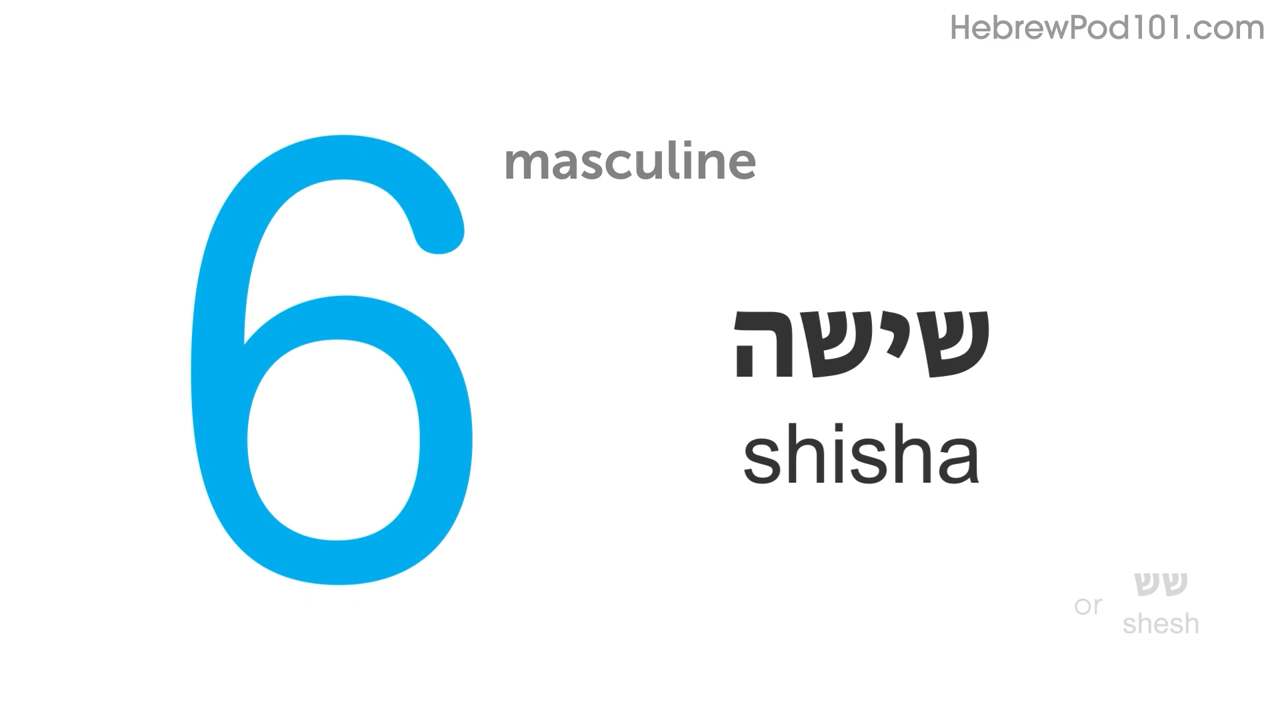 HebrewPod101.com
6
masculine
שישה
shisha
or
שש
shesh